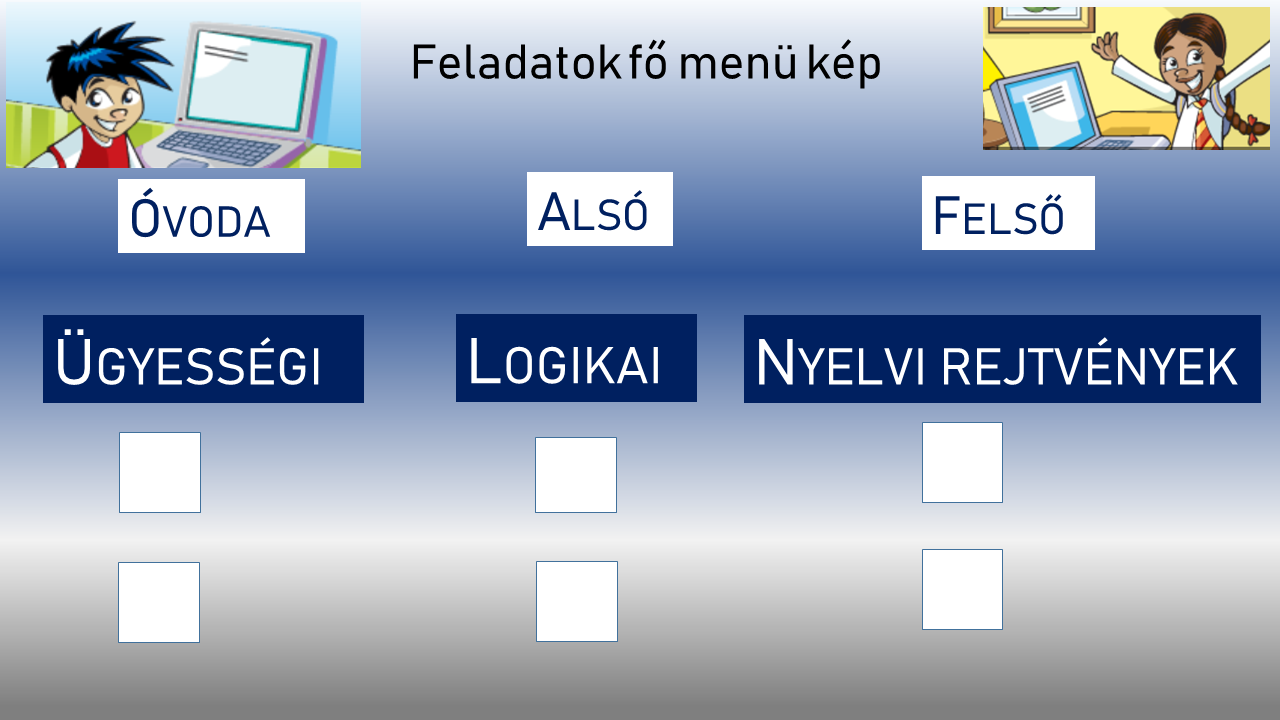 Feladatok fő menü kép
Óvoda
Alsó
Felső
Ügyességi
Logikai
Nyelvi rejtvények